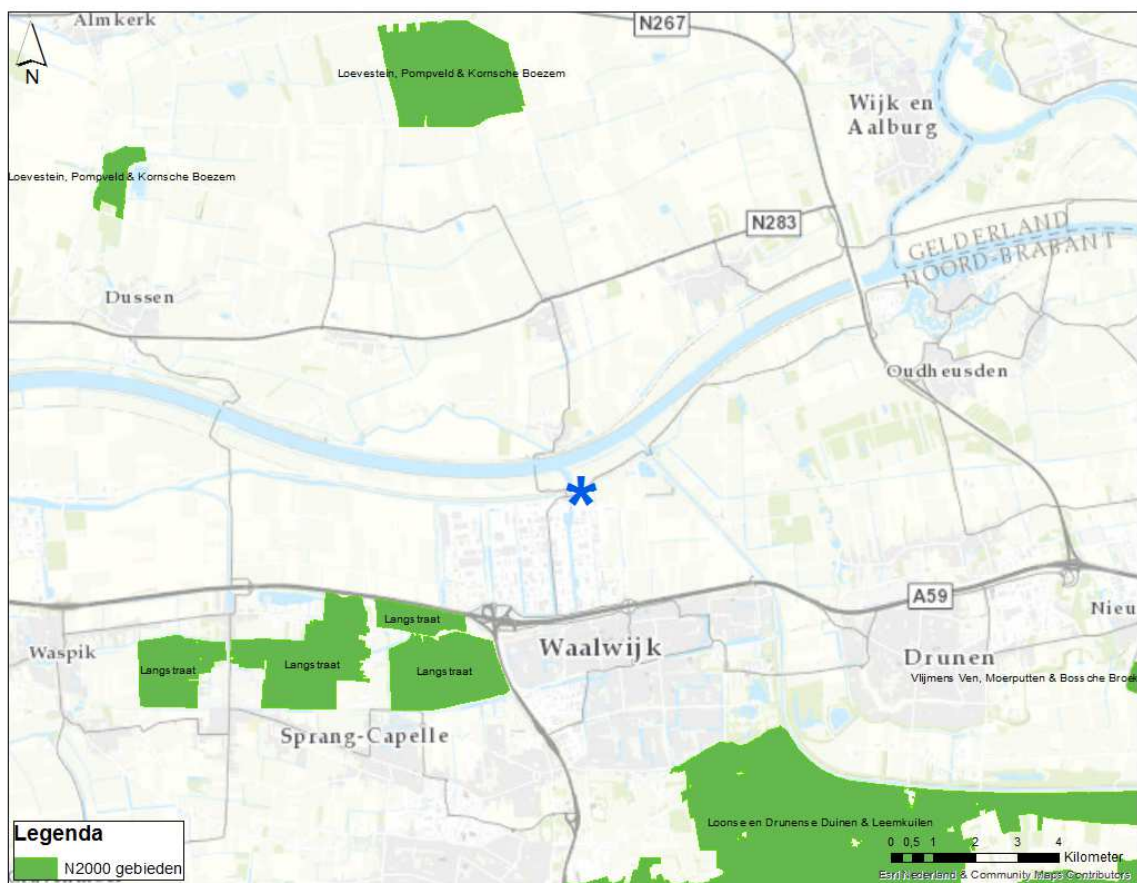 Almkerk
N267
N
Loevestein, Pompveld & Kornsche Boezem
Wijk en
Aalburg
Loevestein, Pompveld & Kornsche Boezem
N283
GELDERLAND
NOORD-BRABANT
Dussen
Oudheusden
*
A59
Nieu
Langstraat
Waspik
Langstraat
Langstraat
Langstraat
Waalwijk
Drunen
Vlijmens Ven, Moerputten & Bossche Broek
Sprang-Capelle
Loonse en Drunense Duinen & Leemkuilen
Legenda
N2000 gebieden
0 0,5 1 2 3 4
Kilometer
Esri Nederland & Community Maps Contributors